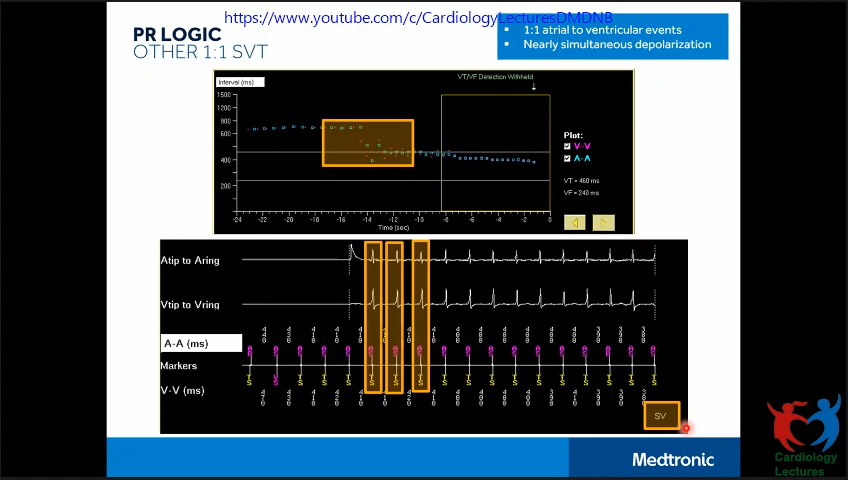 https://www.youtube.com/c/CardiologyLecturesDMDNB
PR LOGIC
OTHER 1:1 SVT
1:1 atrial to ventricular events
Nearly simultaneous depolarization
VT/VF Detection Withheld
Interval (ms)
1500
1200
900
600
400
200
-24 -22 -20 -18 -16 -14 -12 -10 -8 -6 -4 -2 0
Time (sec)
Plot:
V-V
A-A
VT = 460 ms
VF = 240 ms
Atip to Aring
Vtip to Vring
A-A (ms)
Markers
V-V (ms)
SV
Medtronic
Cardiology
Lectures